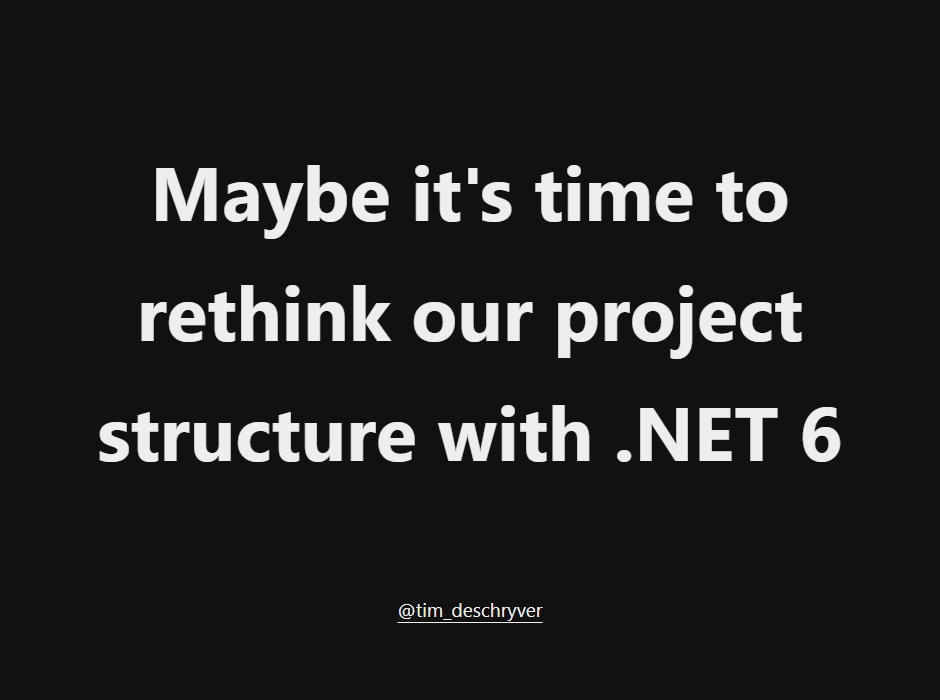 Maybe it's time to
rethink our project
structure with .NET 6
@tim_deschryver